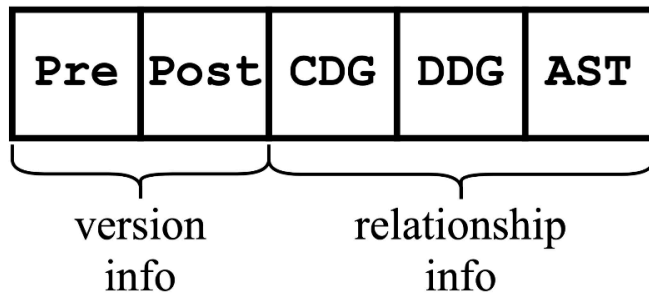 Pre Post CDG DDG AST
version relationship
info info